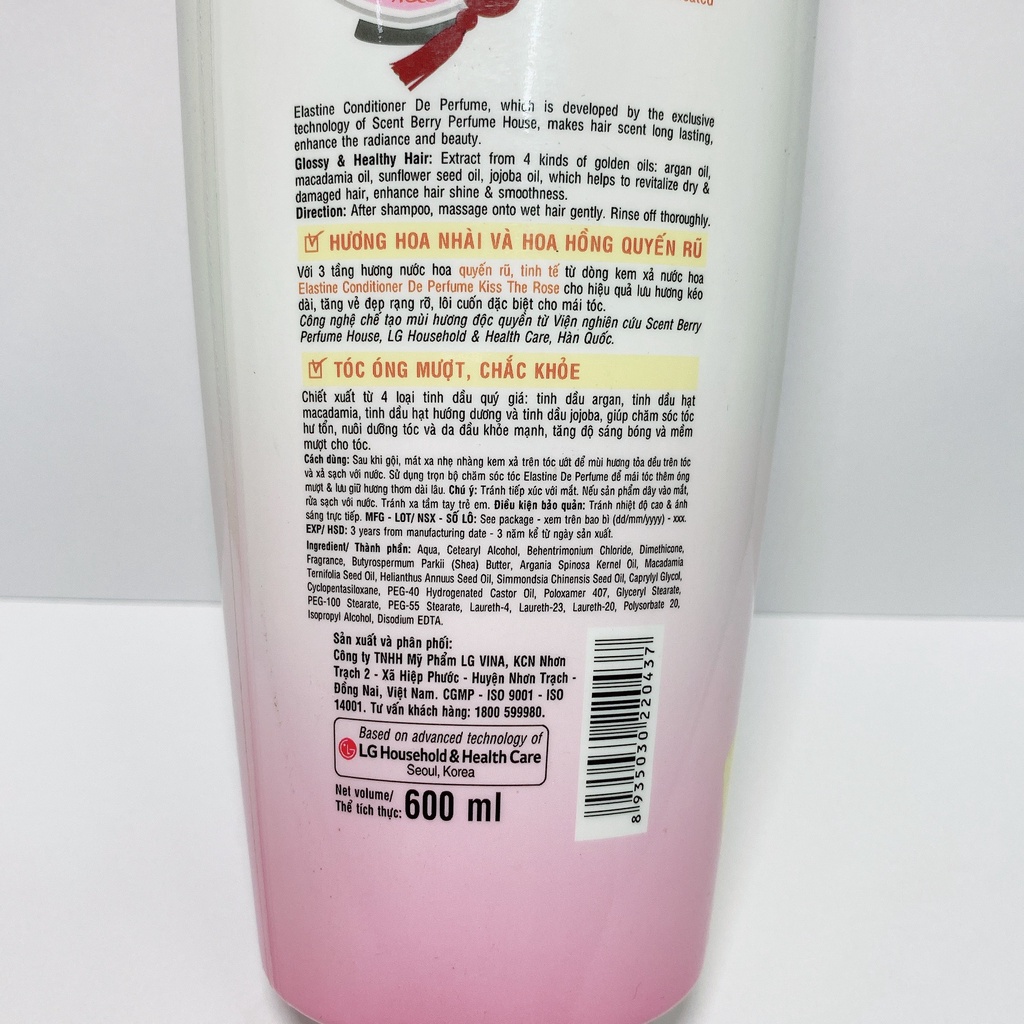 Elastine Conditioner De Perfume, which is developed by the exclusive
technology of Scent Berry Perfume House, makes hair scent long lasting,
enhance the radiance and beauty.
Glossy & Healthy Hair: Extract from 4 kinds of golden oils: argan oil,
macadamia oil, sunflower seed oil, jojoba oil, which helps to revitalize dry &
damaged hair, enhance hair shine & smoothness.
Direction: After shampoo, massage onto wet hair gently. Rinse off thoroughly.
HƯƠNG HOA NHÀI VÀ HOA HỒNG QUYẾN RŨ
Với 3 tầng hương nước hoa quyến rũ, tinh tế từ dòng kem xả nước hoa
Elastine Conditioner De Perfume Kiss The Rose cho hiệu quả lưu hương kéo
dài, tăng vẻ đẹp rạng rỡ, lôi cuốn đặc biệt cho mái tóc.
Công nghệ chế tạo mùi hương độc quyền từ Viện nghiên cứu Scent Berry
Perfume House, LG Household & Health Care, Hàn Quốc.
TÓC ÓNG MƯỢT, CHẮC KHỎE
Chiết xuất từ 4 loại tinh dầu quý giá: tinh dầu argan, tinh dầu hạt
macadamia, tinh dầu hạt hướng dương và tinh dầu jojoba, giúp chăm sóc tóc
hư tổn, nuôi dưỡng tóc và da đầu khỏe mạnh, tăng độ sáng bóng và mềm
mượt cho tóc.
Cách dùng: Sau khi gội, mát xa nhẹ nhàng kem xả trên tóc ướt để mùi hương tỏa đều trên tóc
và xả sạch với nước. Sử dụng trọn bộ chăm sóc tóc Elastine De Perfume để mái tóc thêm óng
mượt & lưu giữ hương thơm dài lâu. Chú ý: Tránh tiếp xúc với mắt. Nếu sản phẩm dây vào mắt,
rửa sạch với nước. Tránh xa tầm tay trẻ em. Điều kiện bảo quản: Tránh nhiệt độ cao & ánh
sáng trực tiếp. MFG - LOT/ NSX - SỐ LÔ: See package - xem trên bao bì (dd/mm/yyyy) - xxx.
EXP/ HSD: 3 years from manufacturing date - 3 năm kể từ ngày sản xuất.
Ingredient/ Thành phần: Aqua, Cetearyl Alcohol, Behentrimonium Chloride, Dimethicone,
Fragrance, Butyrospermum Parkii (Shea) Butter, Argania Spinosa Kernel Oil, Macadamia
Ternifolia Seed Oil, Helianthus Annuus Seed Oil, Simmondsia Chinensis Seed Oil, Caprylyl Glycol,
Cyclopentasiloxane, PEG-40 Hydrogenated Castor Oil, Poloxamer 407, Glyceryl Stearate,
PEG-100 Stearate, PEG-55 Stearate, Laureth-4, Laureth-23, Laureth-20, Polysorbate 20,
Isopropyl Alcohol, Disodium EDTA.
Sản xuất và phân phối:
Công ty TNHH Mỹ Phẩm LG VINA, KCN Nhơn
Trạch 2 - Xã Hiệp Phước - Huyện Nhơn Trạch -
Đồng Nai, Việt Nam. CGMP - ISO 9001 - ISO
14001. Tư vấn khách hàng: 1800 599980.
Based on advanced technology of
LG Household & Health Care
Seoul, Korea
Net volume/
Thể tích thực: 600 ml
8 935030 220437